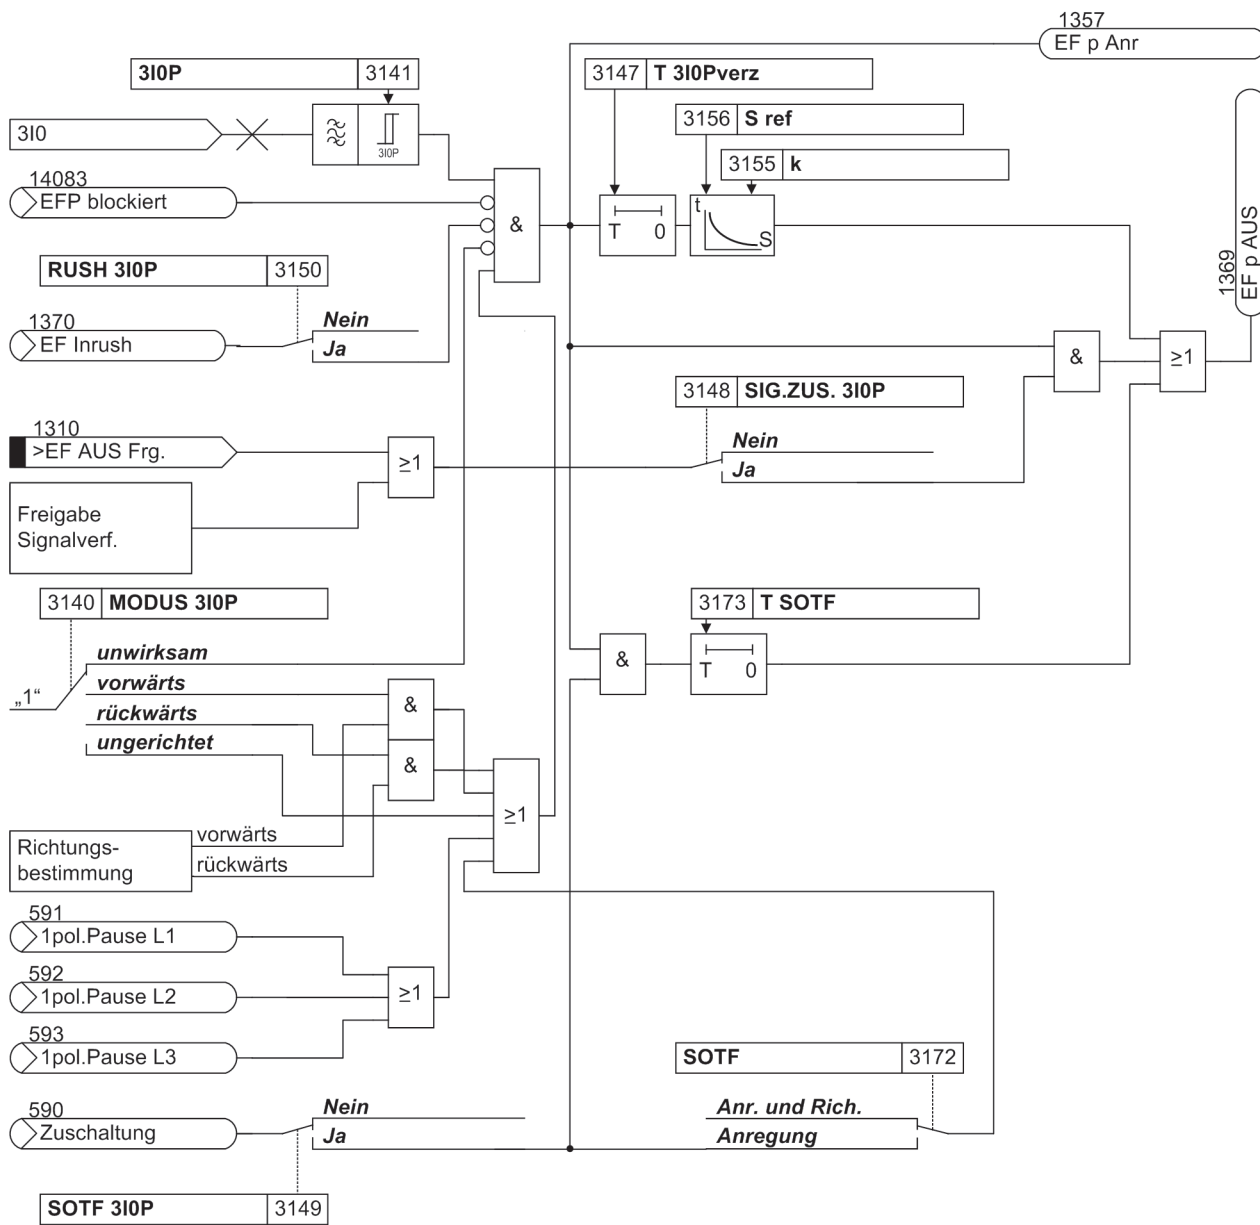 1357
EF p Anr
3I0P 3141
3147 T 3I0Pverz
3156 S ref
3I0
3I0P
3155 k
14083
EFP blockiert
&
T 0
t
S
1369
EF p AUS
RUSH 3I0P 3150
1370
EF Inrush
Nein
Ja
&
≥1
3148 SIG.ZUS. 3I0P
1310
>EF AUS Frg.
≥1
Nein
Ja
Freigabe
Signalverf.
3140 MODUS 3I0P
3173 T SOTF
unwirksam
&
T 0
„1“
vorwärts
&
rückwärts
ungerichtet
&
≥1
Richtungs-
bestimmung
vorwärts
rückwärts
591
1pol.Pause L1
592
1pol.Pause L2
≥1
593
1pol.Pause L3
SOTF 3172
590
Zuschaltung
Nein
Ja
Anr. und Rich.
Anregung
SOTF 3I0P 3149